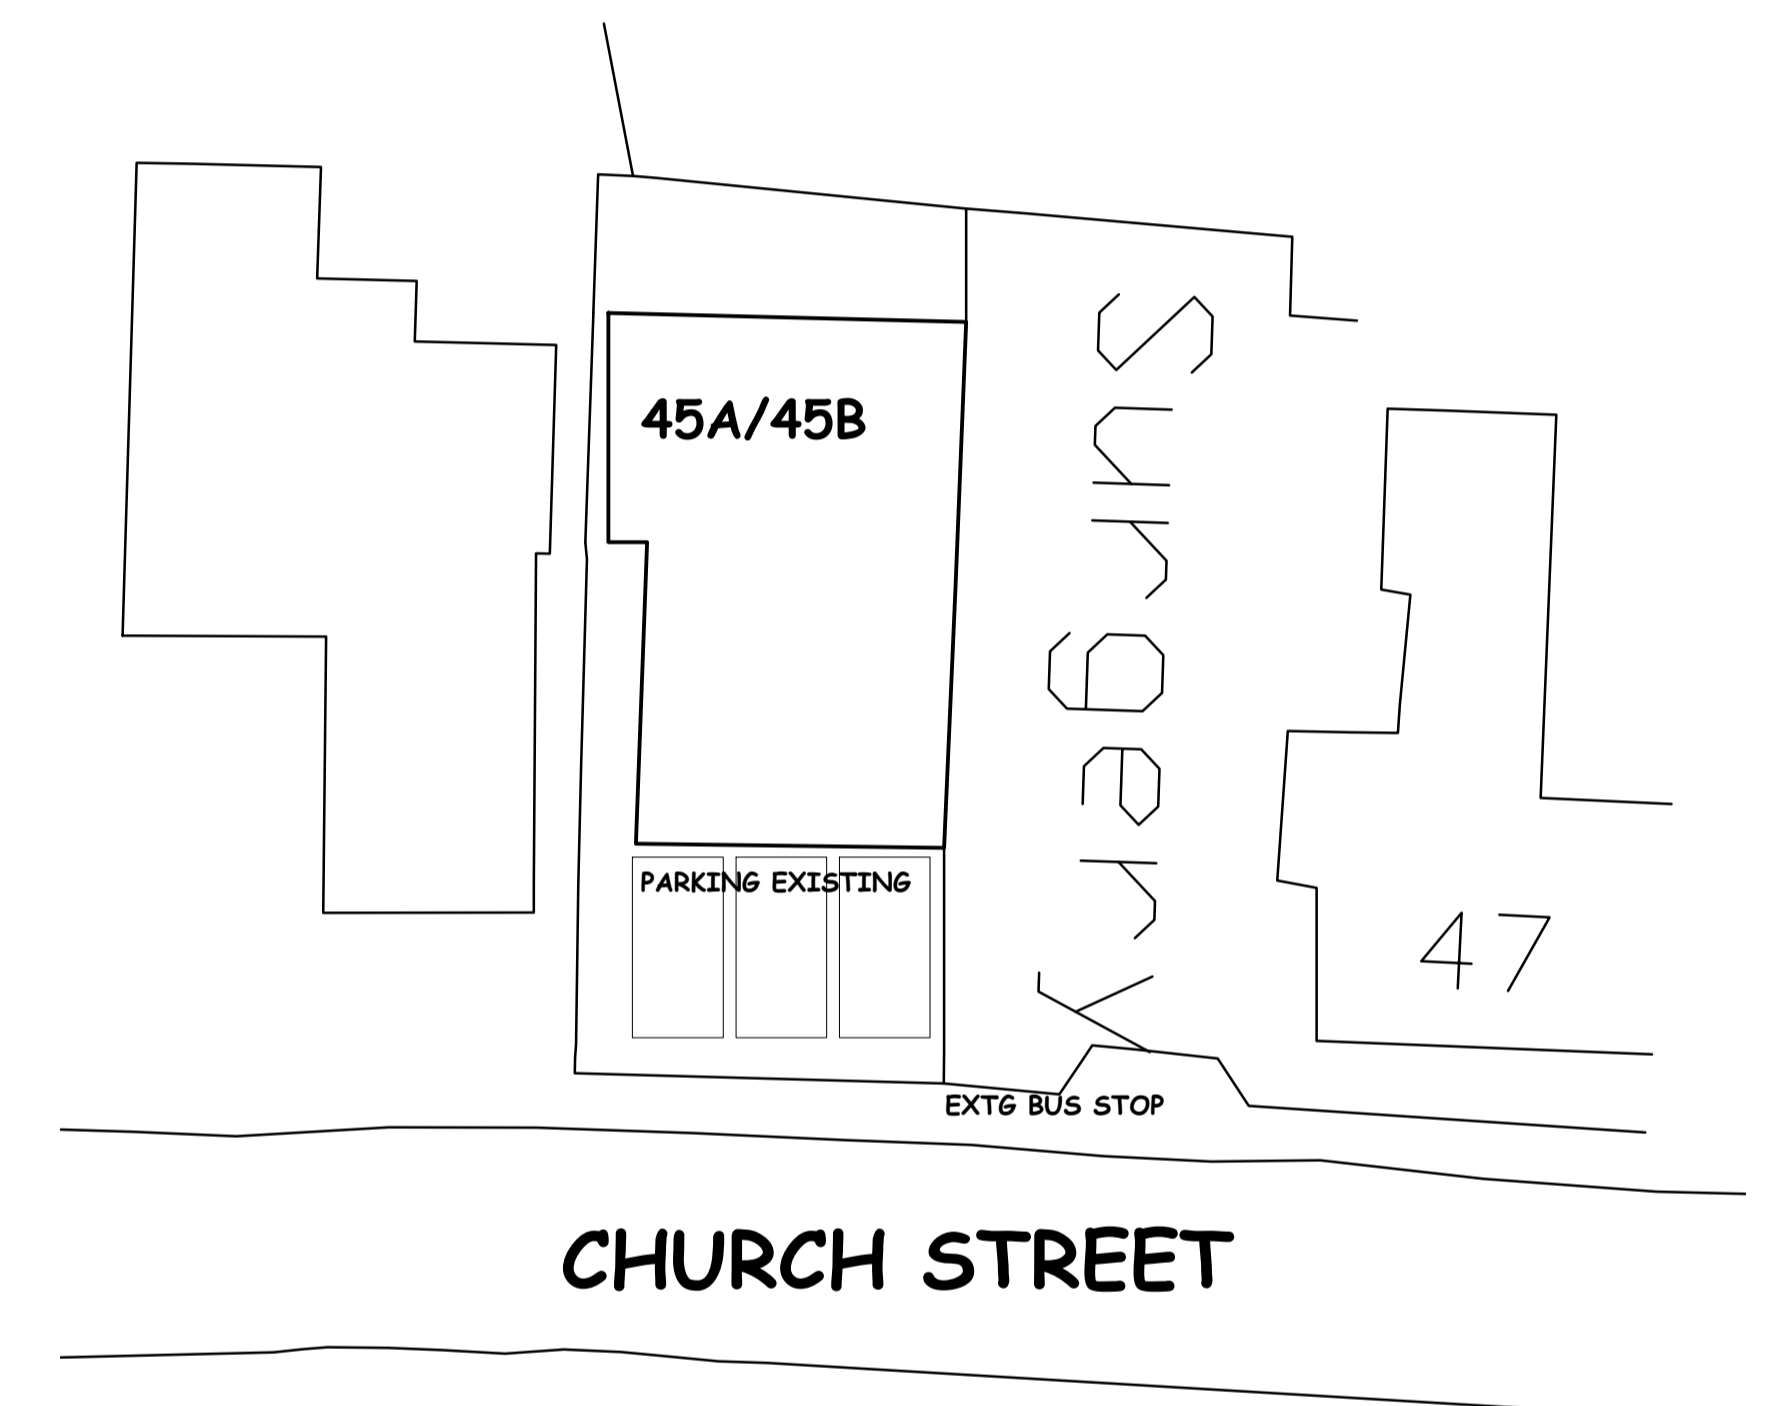 45A/45B
Surgery
47
PARKING EXISTING
EXTG BUS STOP
CHURCH STREET